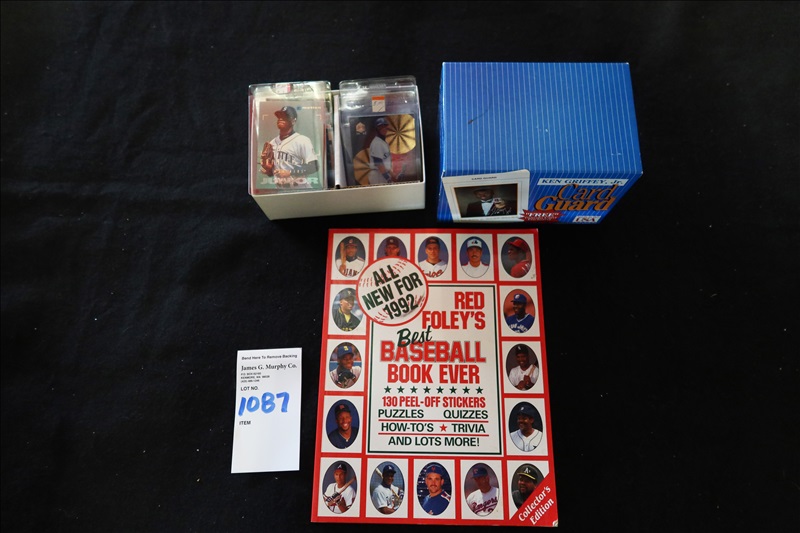 JUNIOR
KEN GRIFFEY, Jr.
Card
Guard
"FREE"
USA
ALL
NEW FOR
1992
RED
FOLEY'S
Best
BASEBALL
BOOK EVER
130 PEEL-OFF STICKERS
PUZZLES QUIZZES
HOW-TO'S ★ TRIVIA
AND LOTS MORE!
Collector's
Edition
Bend Here To Remove Backing
James G. Murphy Co.
LOT NO.
1087
ITEM